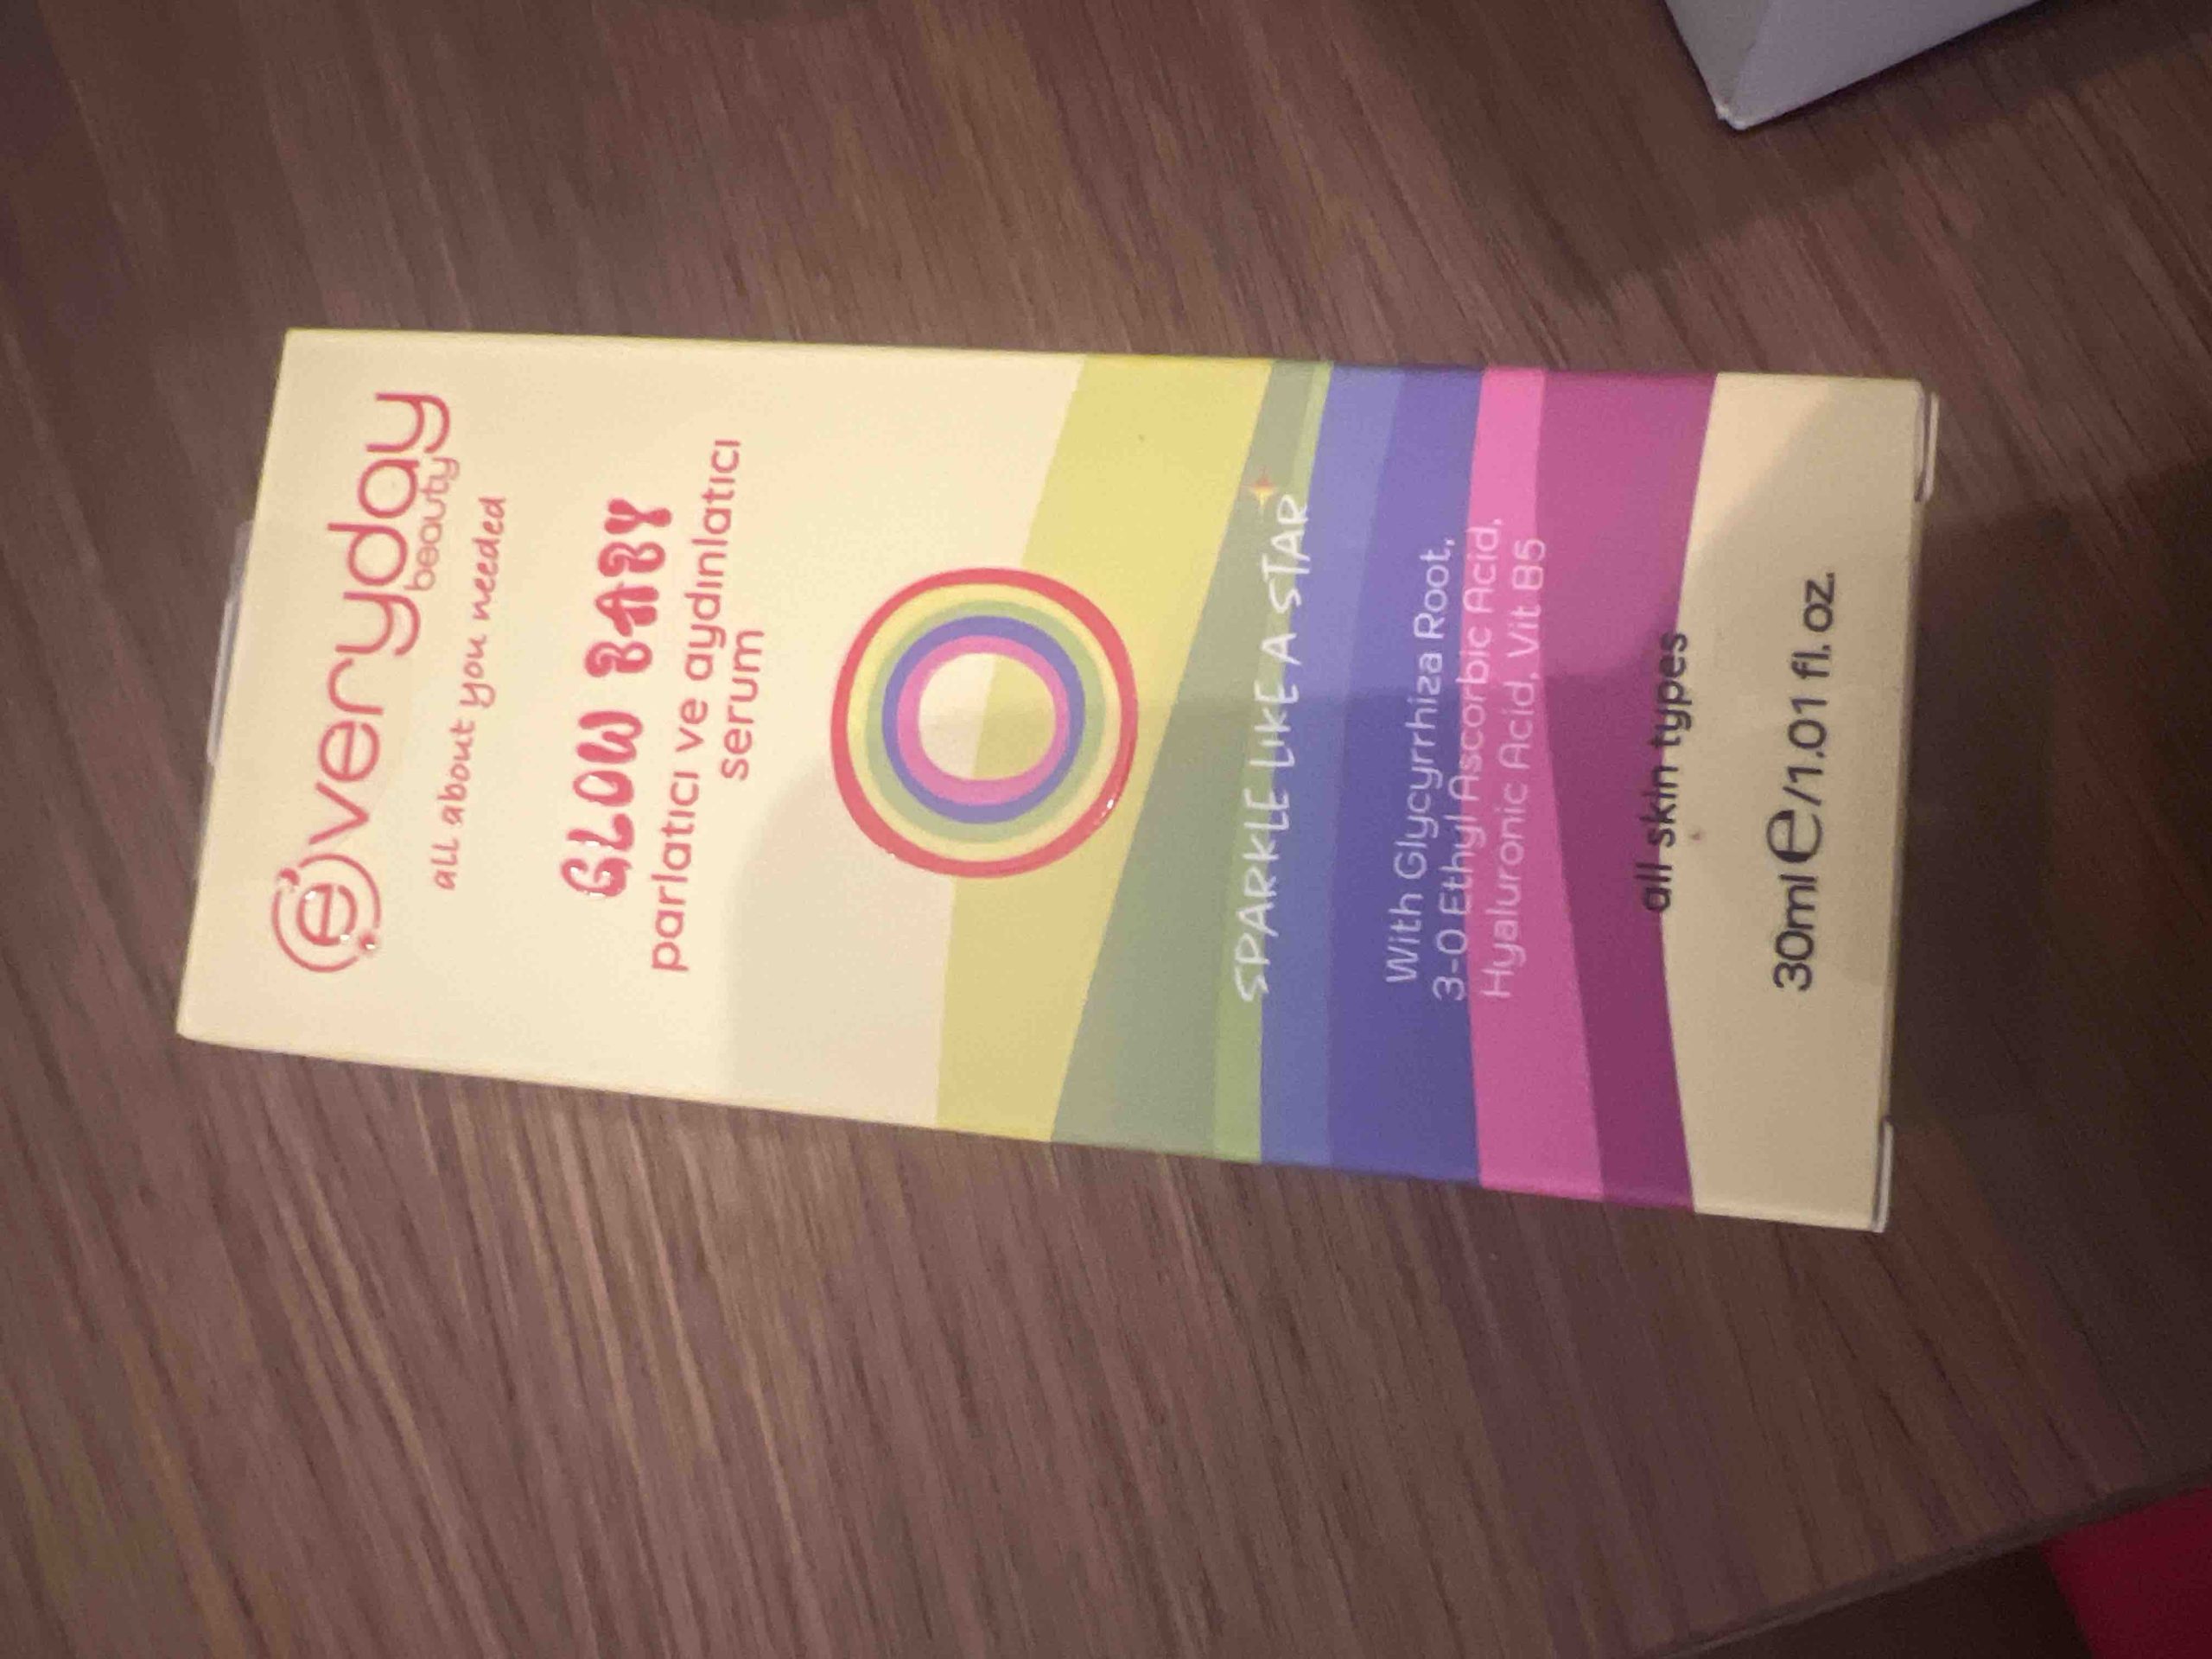 everyday
beauty
all about you needed
GLOW BABY
parlatıcı ve aydınlatıcı
serum
SPARKLE LIKE A STAR
With Glycyrrhiza Root,
3-0 Ethyl Ascorbic Acid,
Hyaluronic Acid, Vit B5
all skin types
30ml e/1.01 fl. oz.